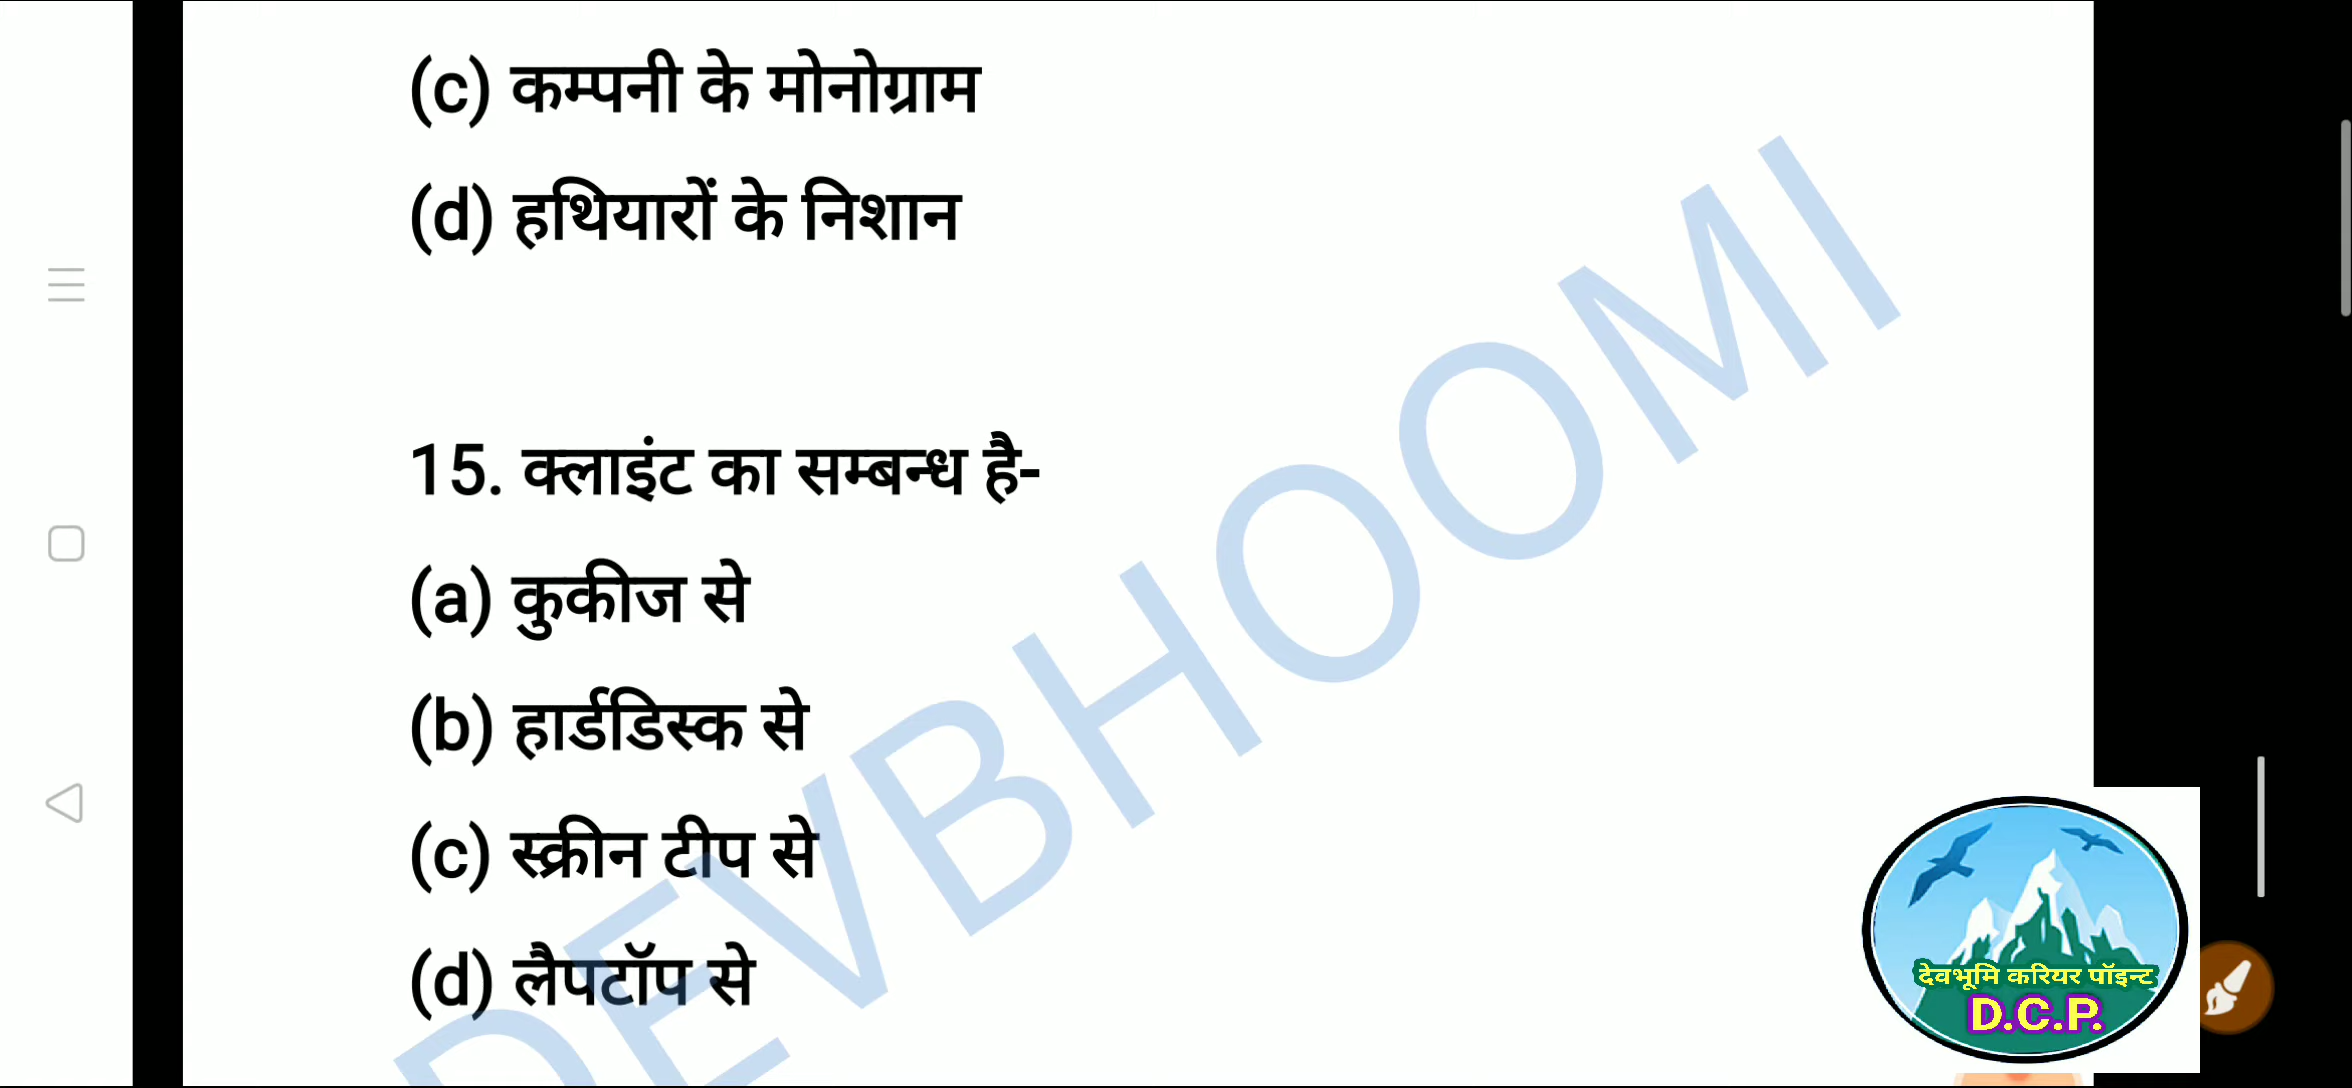 (c) कम्पनी के मोनोग्राम
(d) हथियारों के निशान
15. क्लाइंट का सम्बन्ध है-
(a) कुकीज से
(b) हार्डडिस्क से
(c) स्क्रीन टीप से
(d) लैपटॉप से
DEVBHOOMI
देवभूमि करियर पॉइन्ट
D.C.P.